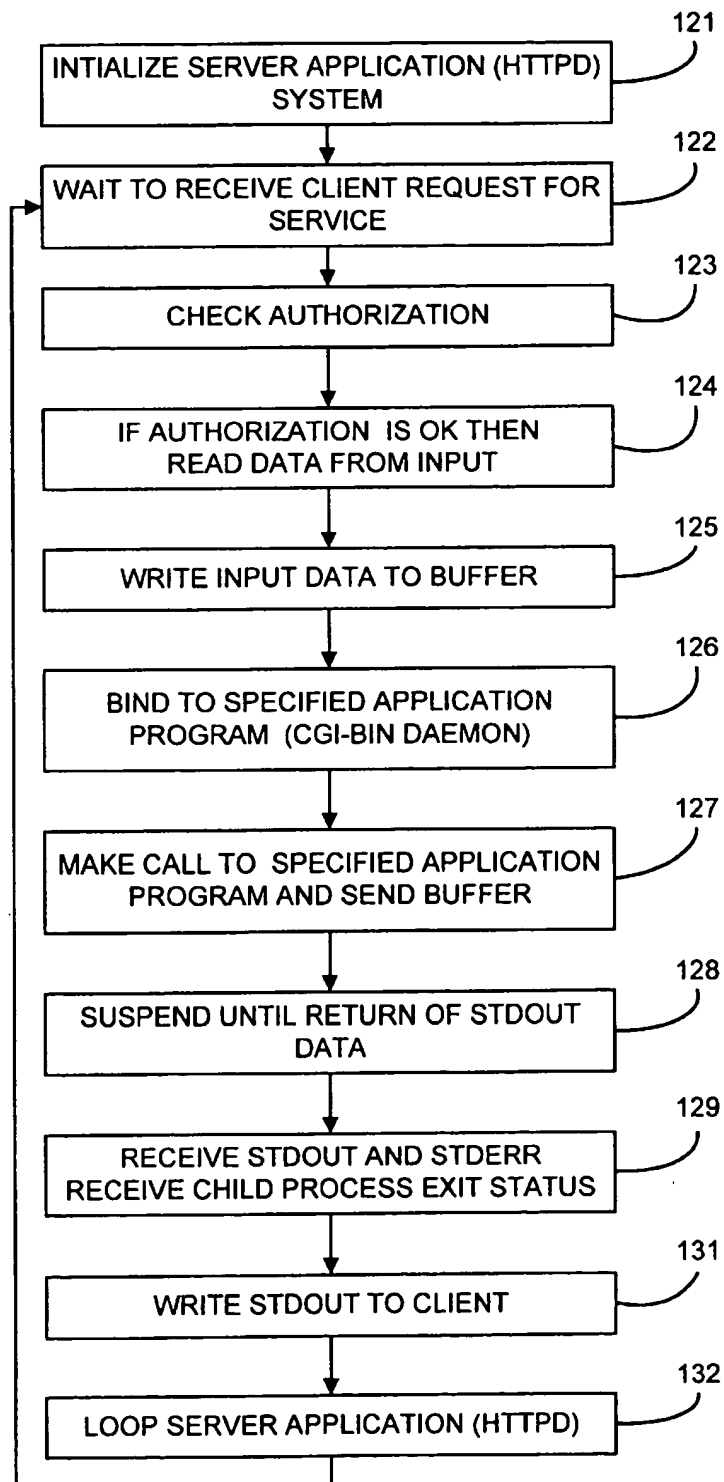 121
INTIALIZE SERVER APPLICATION (HTTPD)
SYSTEM
122
WAIT TO RECEIVE CLIENT REQUEST FOR
SERVICE
123
CHECK AUTHORIZATION
124
IF AUTHORIZATION IS OK THEN
READ DATA FROM INPUT
125
WRITE INPUT DATA TO BUFFER
126
BIND TO SPECIFIED APPLICATION
PROGRAM (CGI-BIN DAEMON)
127
MAKE CALL TO SPECIFIED APPLICATION
PROGRAM AND SEND BUFFER
128
SUSPEND UNTIL RETURN OF STDOUT
DATA
129
RECEIVE STDOUT AND STDERR
RECEIVE CHILD PROCESS EXIT STATUS
131
WRITE STDOUT TO CLIENT
132
LOOP SERVER APPLICATION (HTTPD)